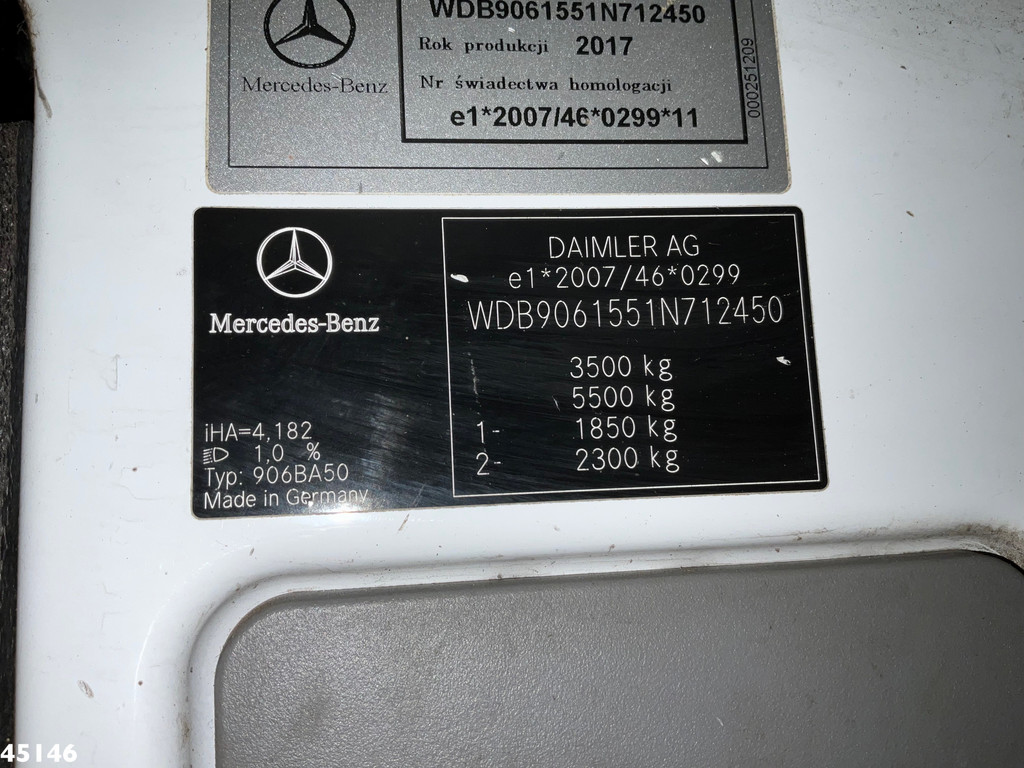 WDB9061551N712450
Rok produkcji 2017
Mercedes-Benz
Nr świadectwa homologacji
e1*2007/46*0299*11
000251209
DAIMLER AG
e1*2007/46*0299
WDB9061551N712450
Mercedes-Benz
3500 kg
5500 kg
1- 1850 kg
2- 2300 kg
iHA=4,182
1,0 %
Typ: 906BA50
Made in Germany
45146